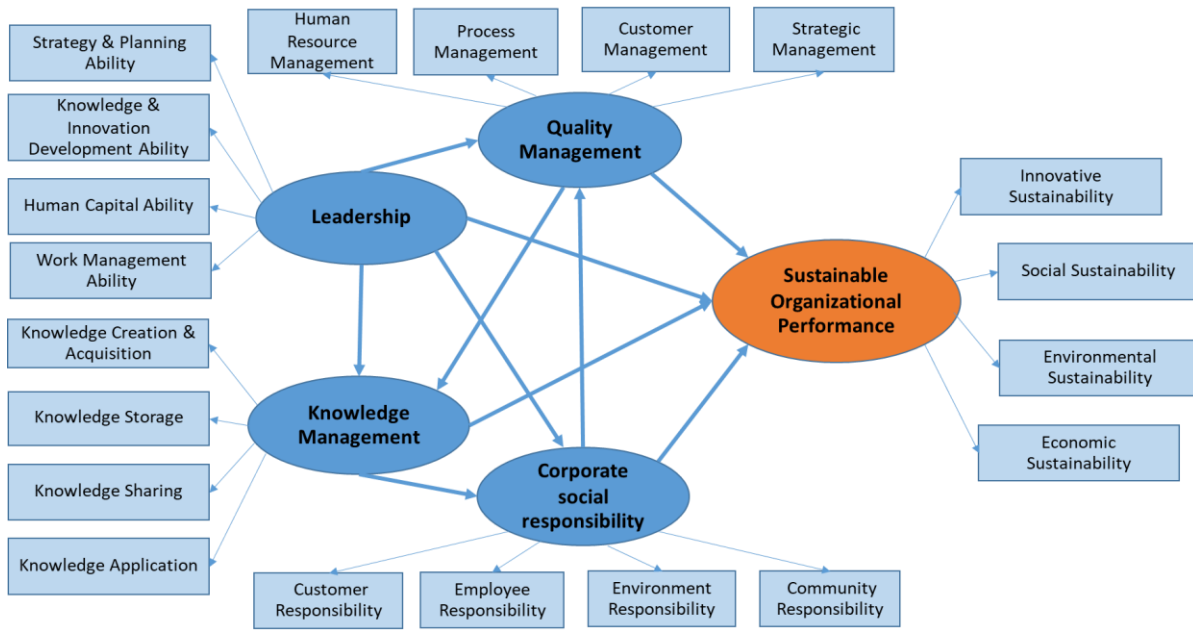 Human
Resource
Management
Process
Management
Customer
Management
Strategic
Management
Strategy & Planning
Ability
Knowledge &
Innovation
Development Ability
Human Capital Ability
Work Management
Ability
Quality
Management
Leadership
Innovative
Sustainability
Social Sustainability
Environmental
Sustainability
Economic
Sustainability
Sustainable
Organizational
Performance
Knowledge Creation &
Acquisition
Knowledge Storage
Knowledge Sharing
Knowledge Application
Knowledge
Management
Corporate
social
responsibility
Customer
Responsibility
Employee
Responsibility
Environment
Responsibility
Community
Responsibility